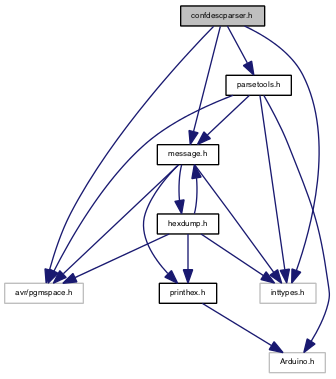 confdescparser.h
parsetools.h
message.h
hexdump.h
avr/pgmspace.h
printhex.h
inttypes.h
Arduino.h